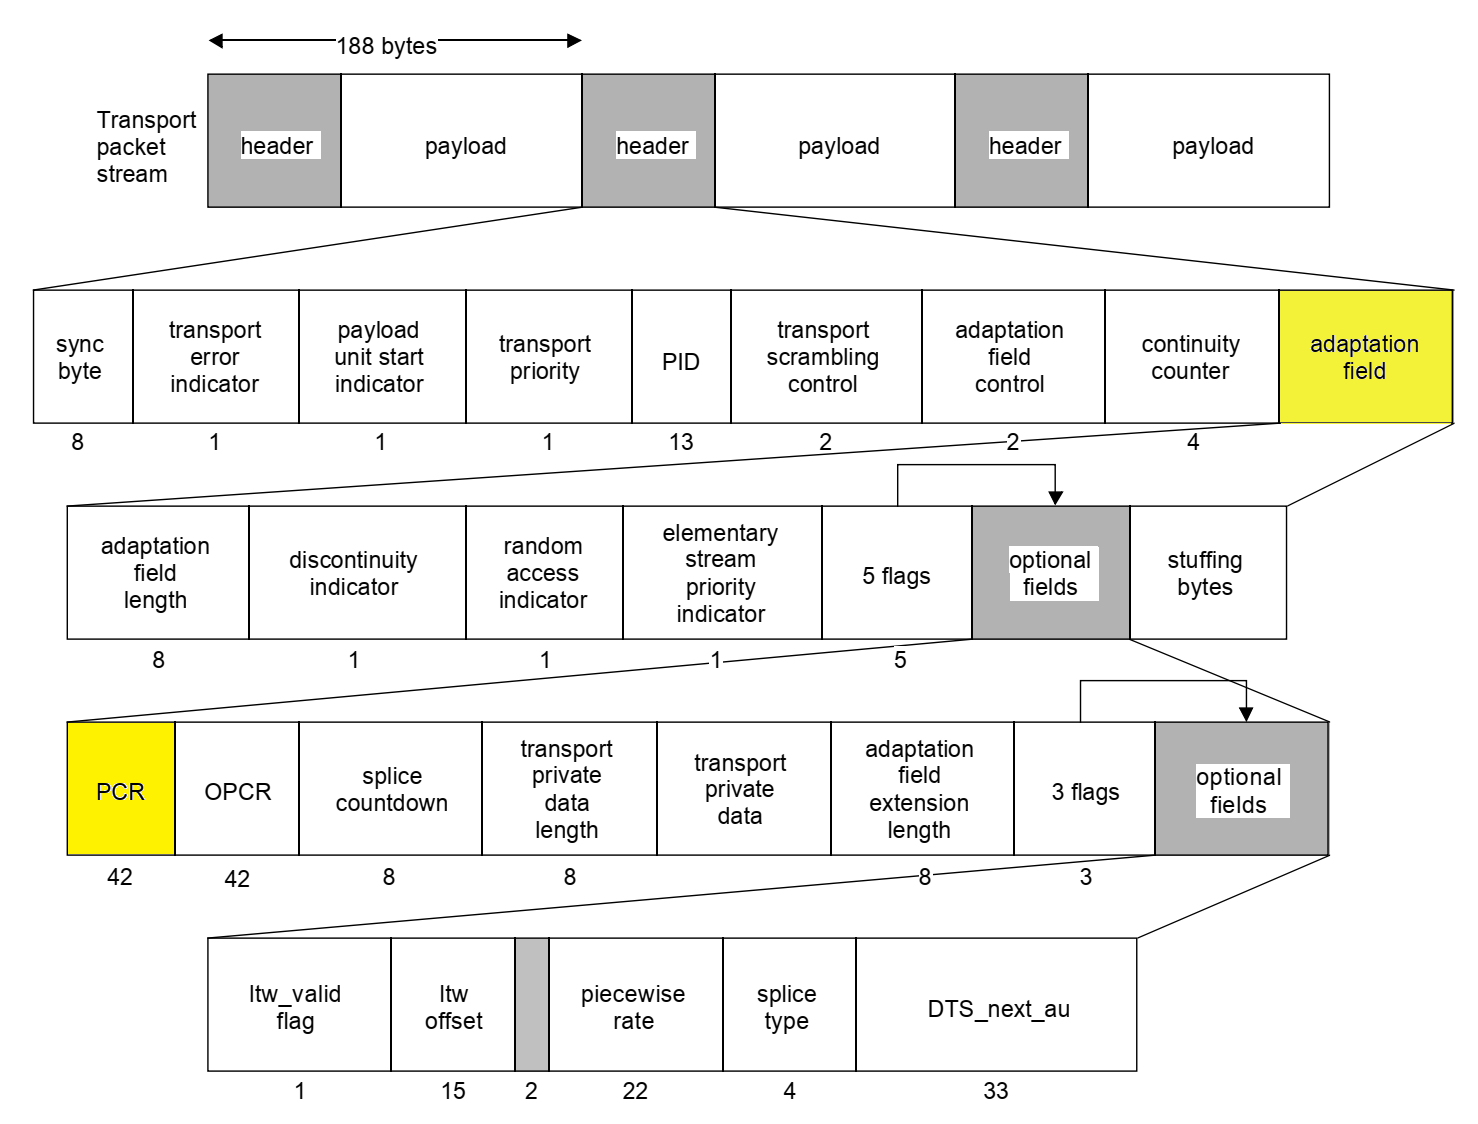 188 bytes
Transport
packet
stream
header
payload
header
payload
header
payload
sync
byte
transport
error
indicator
payload
unit start
indicator
transport
priority
PID
transport
scrambling
control
adaptation
field
control
continuity
counter
adaptation
field
8
1
1
1
13
2
2
4
adaptation
field
length
discontinuity
indicator
random
access
indicator
elementary
stream
priority
indicator
5 flags
optional
fields
stuffing
bytes
8
1
1
1
5
PCR
OPCR
splice
countdown
transport
private
data
length
transport
private
data
adaptation
field
extension
length
3 flags
optional
fields
42
42
8
8
8
3
ltw_valid
flag
ltw
offset
piecewise
rate
splice
type
DTS_next_au
1
15
2
22
4
33